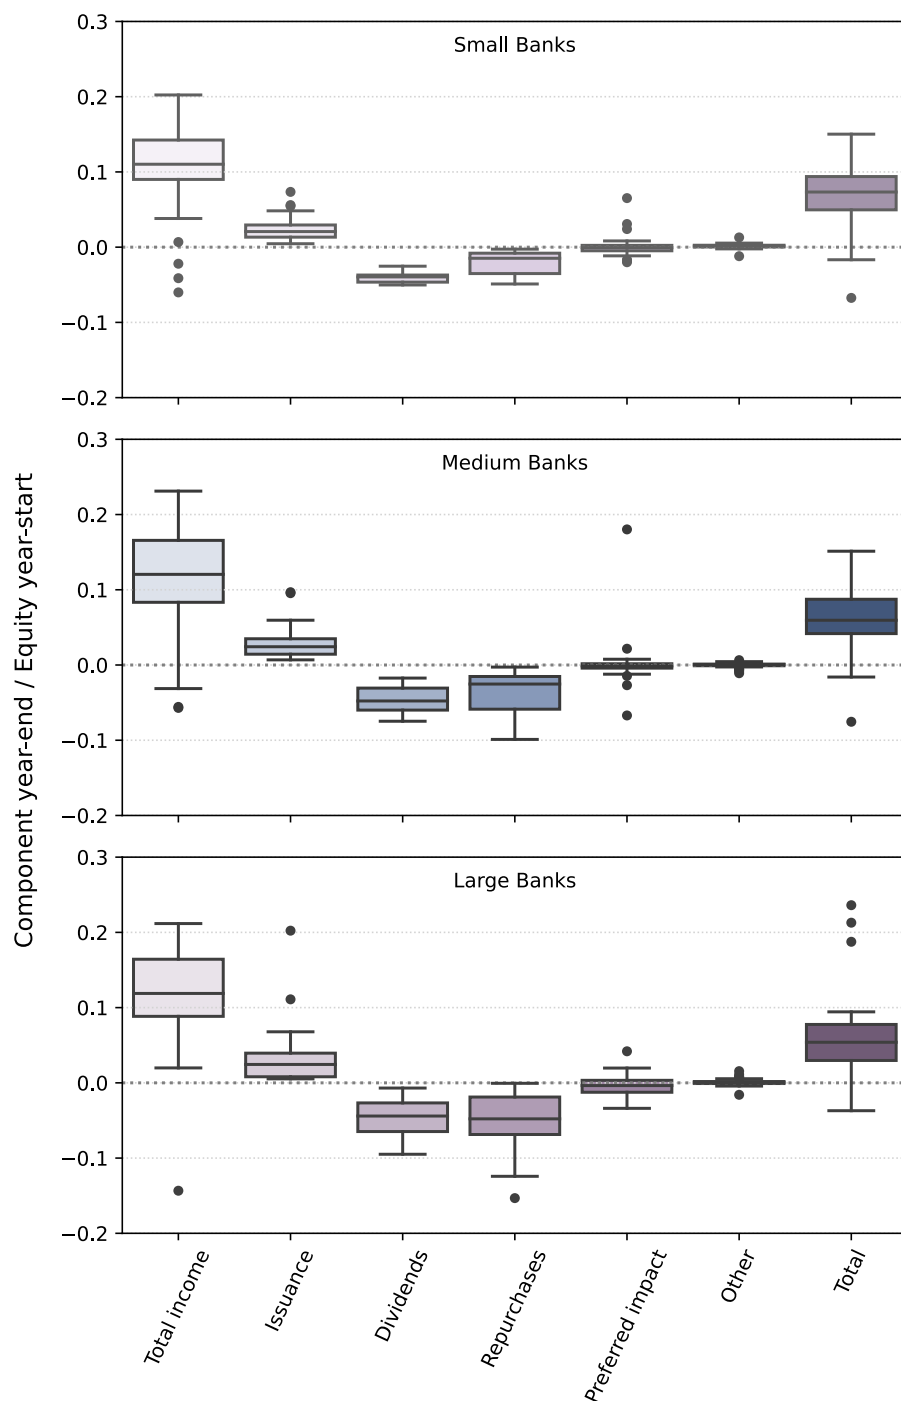 Component year-end / Equity year-start
Small Banks
0.3
0.2
0.1
0.0
−0.1
−0.2
Medium Banks
0.3
0.2
0.1
0.0
−0.1
−0.2
Large Banks
0.3
0.2
0.1
0.0
−0.1
−0.2
Total income
Issuance
Dividends
Repurchases
Preferred impact
Other
Total